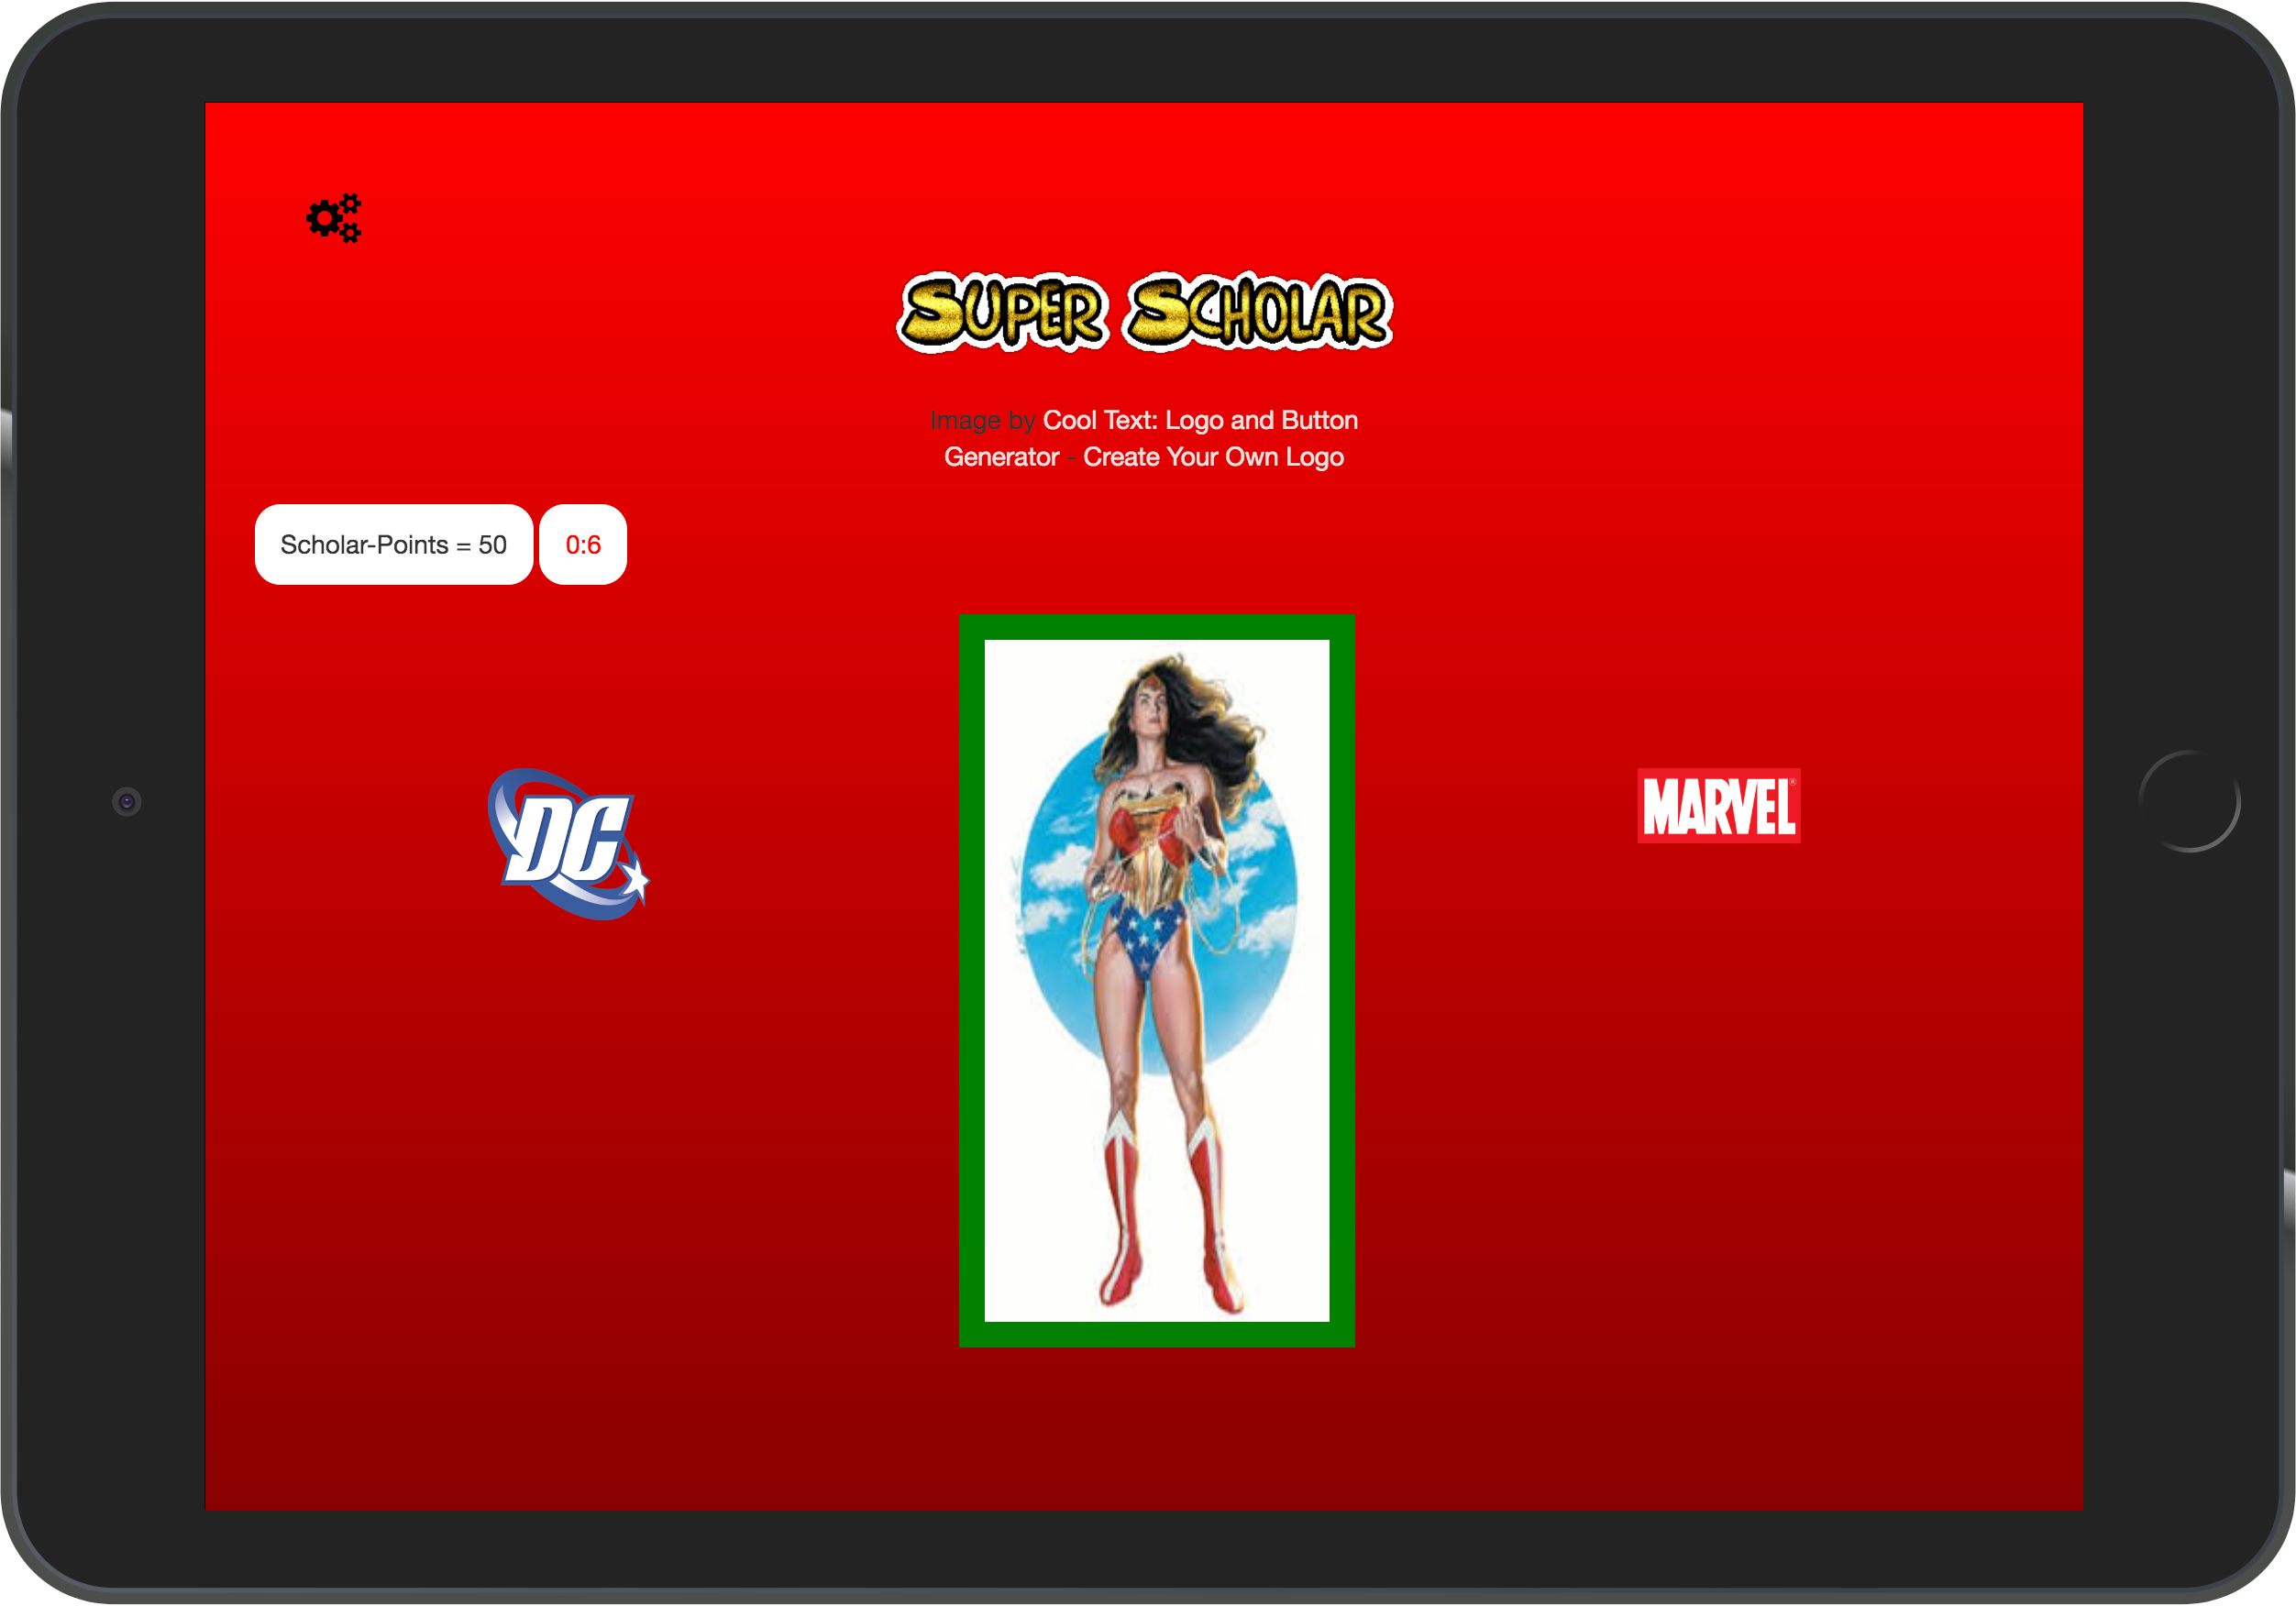 SUPER SCHOLAR
Image by Cool Text: Logo and Button
Generator - Create Your Own Logo
Scholar-Points = 50
0:6
DC
MARVEL®